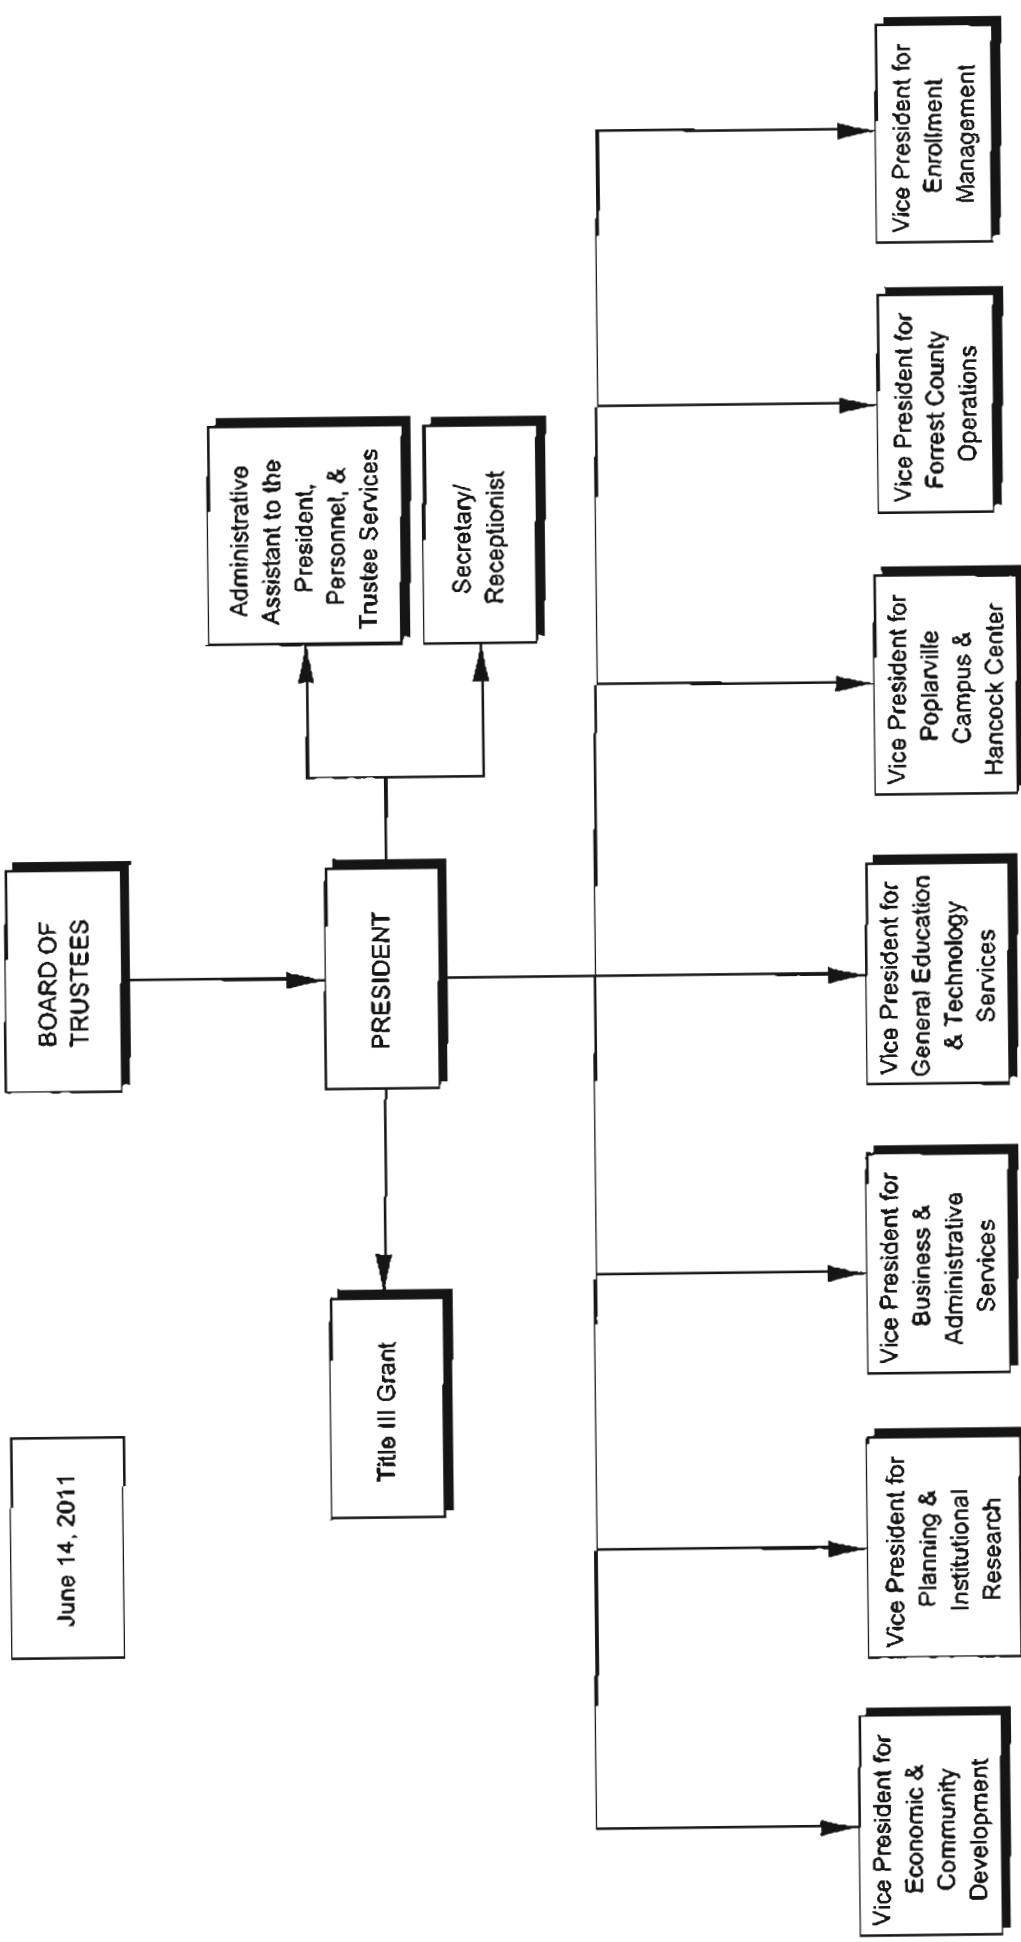 June 14, 2011
BOARD OF
TRUSTEES
Title III Grant
PRESIDENT
Administrative
Assistant to the
President,
Personnel, &
Trustee Services
Secretary/
Receptionist
Vice President for
Economic &
Community
Development
Vice President for
Planning &
Institutional
Research
Vice President for
Business &
Administrative
Services
Vice President for
General Education
& Technology
Services
Vice President for
Poplarville
Campus &
Hancock Center
Vice President for
Forrest County
Operations
Vice President for
Enrollment
Management